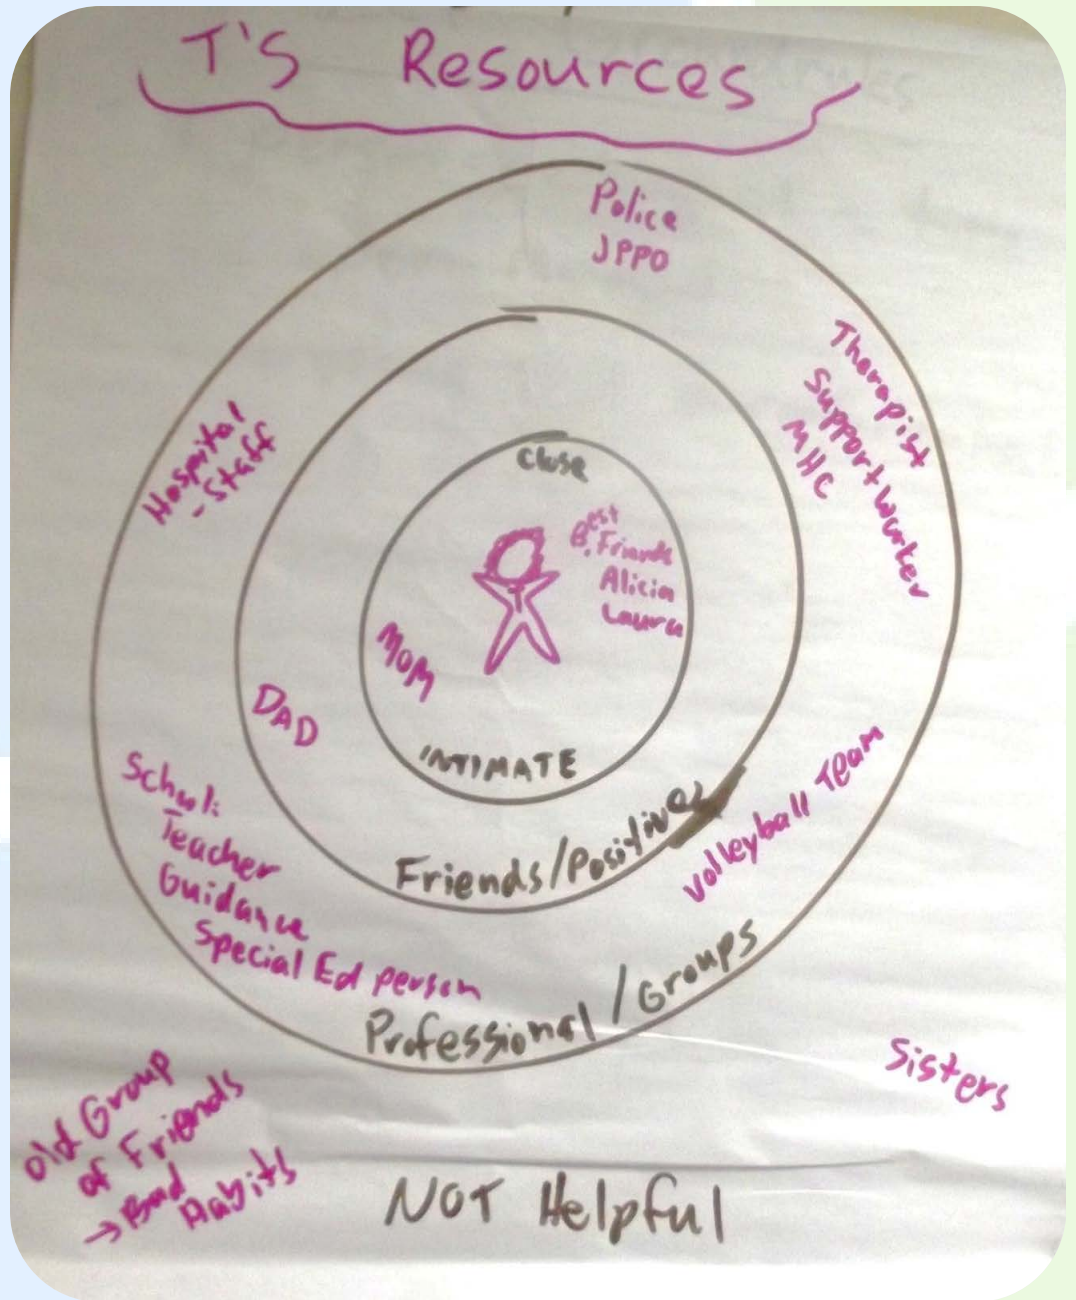 T's Resources
Police
JPPO
Therapist
Support worker
MHC
Hospital
- Staff
close
Best
Friends
Alicia
Laura
MOM
INTIMATE
DAD
Friends/Positives
Volleyball Team
School:
Teacher
Guidance
Special Ed person
Professional/Groups
Sisters
Old Group
of Friends
→ Bad
Habits
NOT Helpful